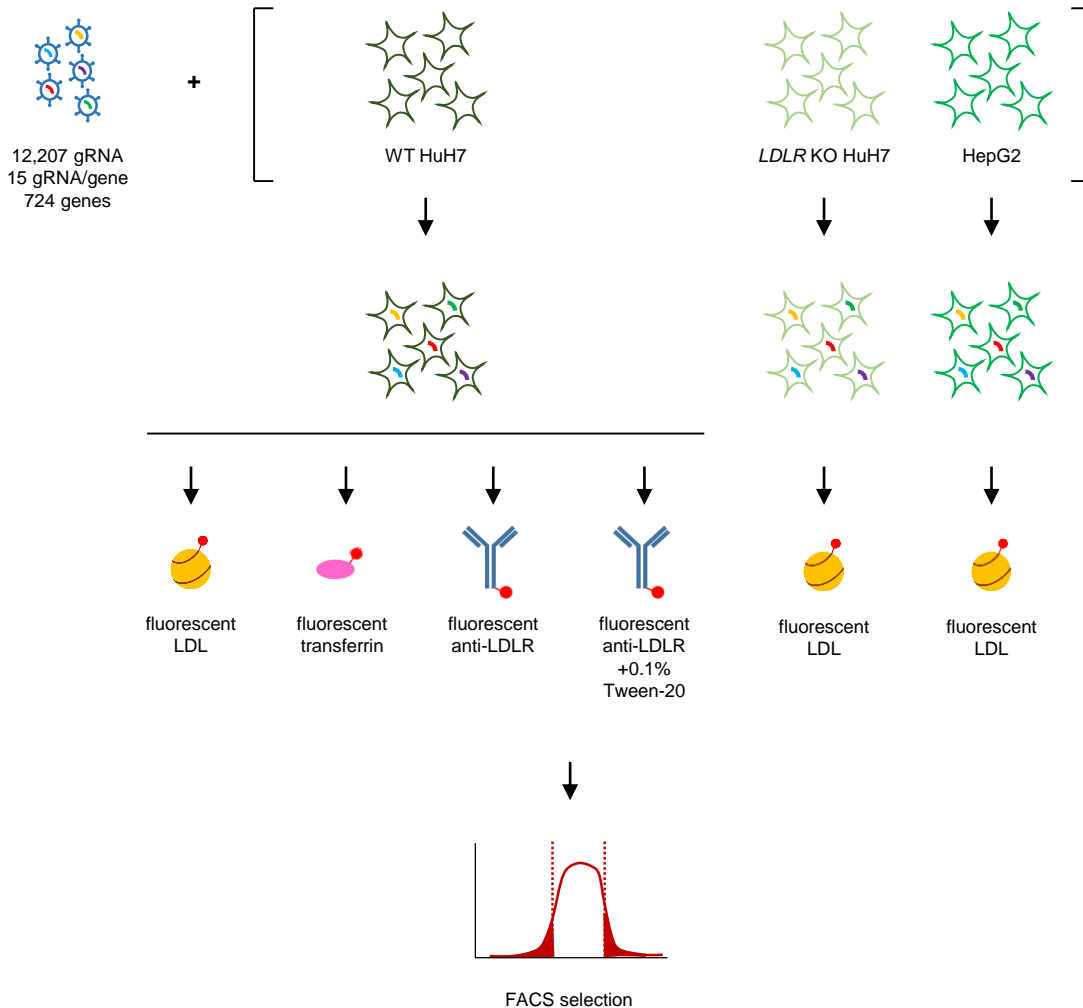 12,207 gRNA
15 gRNA/gene
724 genes
+
WT HuH7
LDLR KO HuH7
HepG2
fluorescent
LDL
fluorescent
transferrin
fluorescent
anti-LDLR
fluorescent
anti-LDLR
+0.1%
Tween-20
fluorescent
LDL
fluorescent
LDL
FACS selection